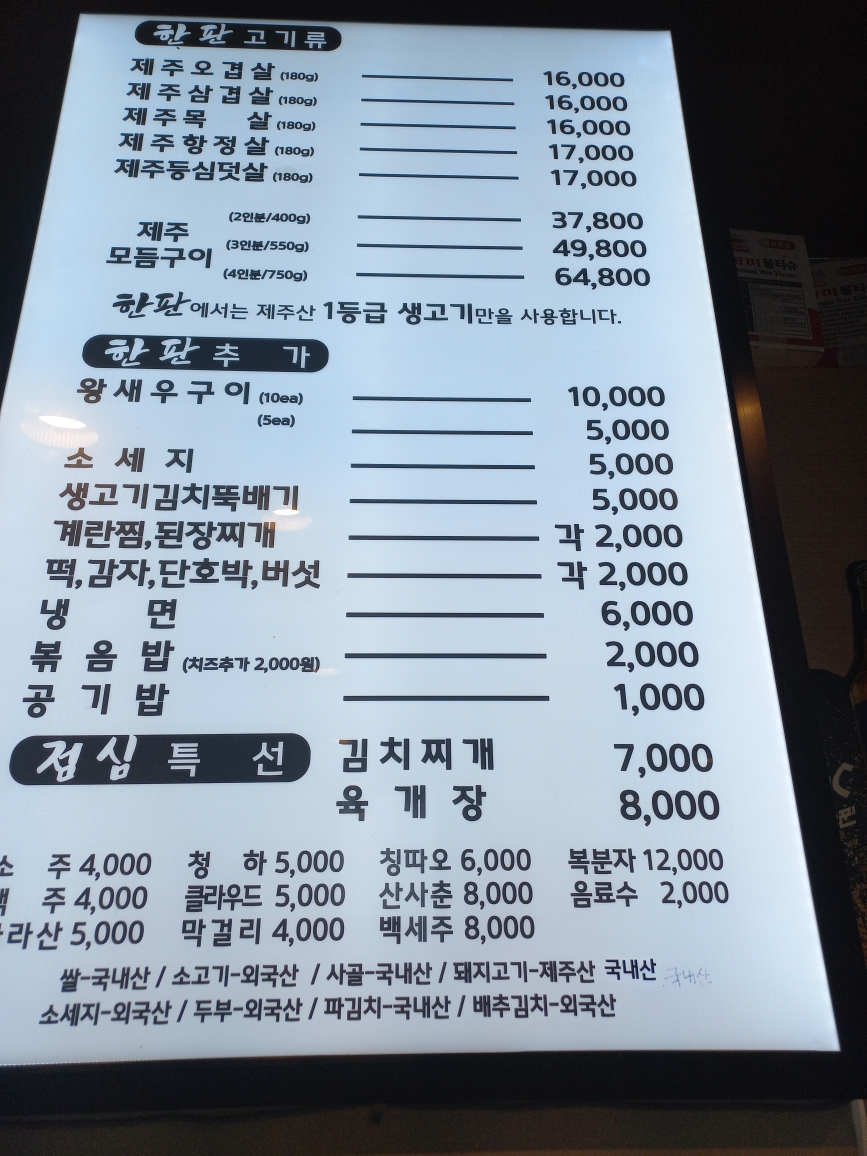 한판고기류
제주오겹살 (180g) 16,000
제주삼겹살 (180g) 16,000
제주목 살 (180g) 16,000
제주항정살 (180g) 17,000
제주등심덧살 (180g) 17,000
제주
모듬구이
(2인분/400g) 37,800
(3인분/550g) 49,800
(4인분/750g) 64,800
한판에서는 제주산 1등급 생고기만을 사용합니다.
한판추 가
왕새우구이 (10ea) 10,000
(5ea) 5,000
소세지 5,000
생고기김치뚝배기 5,000
계란찜,된장찌개 각 2,000
떡,감자,단호박,버섯 각 2,000
냉 면 6,000
볶음밥 (치즈추가 2,000원) 2,000
공기밥 1,000
점심특 선 김치찌개 7,000
육개장 8,000
소 주 4,000 청 하 5,000 칭따오 6,000 복분자 12,000
주 4,000 클라우드 5,000 산사춘 8,000 음료수 2,000
라산 5,000 막걸리 4,000 백세주 8,000
쌀-국내산 / 소고기-외국산 / 사골-국내산 / 돼지고기-제주산 국내산 국내산
소세지-외국산 / 두부-외국산 / 파김치-국내산 / 배추김치-외국산
물티슈